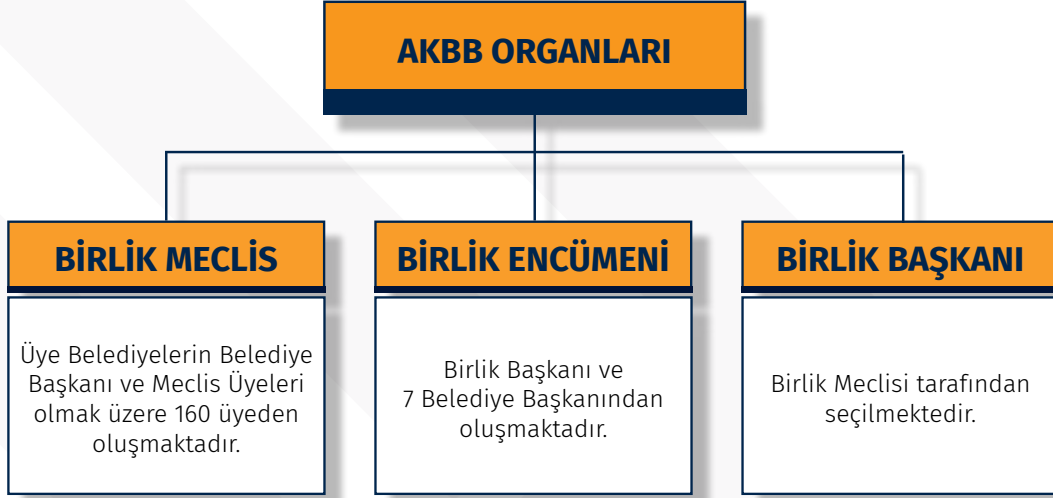 AKBB ORGANLARI
BİRLİK MECLİS
Üye Belediyelerin Belediye
Başkanı ve Meclis Üyeleri
olmak üzere 160 üyeden
oluşmaktadır.
BİRLİK ENCÜMENİ
Birlik Başkanı ve
7 Belediye Başkanından
oluşmaktadır.
BİRLİK BAŞKANI
Birlik Meclisi tarafından
seçilmektedir.